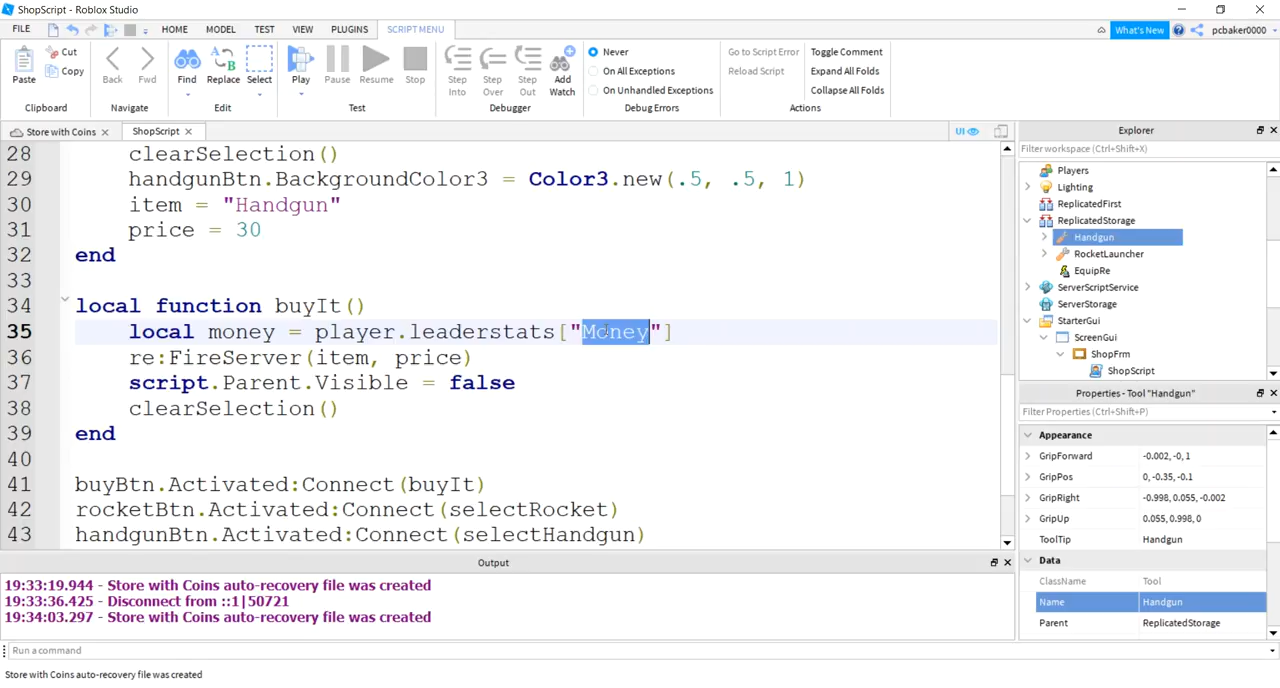 ShopScript - Roblox Studio
FILE HOME MODEL TEST VIEW PLUGINS SCRIPT MENU What's New pcbaker0000
Paste Cut Copy Back Fwd Find Replace Select Play Pause Resume Stop Step Into Step Over Step Out Add Watch
Never
On All Exceptions
On Unhandled Exceptions
Go to Script Error
Reload Script
Toggle Comment
Expand All Folds
Collapse All Folds
Clipboard Navigate Edit Test Debugger Debug Errors Actions
Store with Coins ShopScript UI
28 clearSelection()
29 handgunBtn.BackgroundColor3 = Color3.new(.5, .5, 1)
30 item = "Handgun"
31 price = 30
32 end
33
34 local function buyIt()
35 local money = player.leaderstats["Money"]
36 re:FireServer(item, price)
37 script.Parent.Visible = false
38 clearSelection()
39 end
40
41 buyBtn.Activated:Connect(buyIt)
42 rocketBtn.Activated:Connect(selectRocket)
43 handgunBtn.Activated:Connect(selectHandgun)
Output
19:33:19.944 - Store with Coins auto-recovery file was created
19:33:36.425 - Disconnect from ::1|50721
19:34:03.297 - Store with Coins auto-recovery file was created
Run a command
Store with Coins auto-recovery file was created
Explorer
Filter workspace (Ctrl+Shift+X)
Players
Lighting
ReplicatedFirst
ReplicatedStorage
Handgun
RocketLauncher
EquipRe
ServerScriptService
ServerStorage
StarterGui
ScreenGui
ShopFrm
ShopScript
Properties - Tool "Handgun"
Filter Properties (Ctrl+Shift+P)
Appearance
GripForward -0.002, -0, 1
GripPos 0, -0.35, -0.1
GripRight -0.998, 0.055, -0.002
GripUp 0.055, 0.998, 0
ToolTip Handgun
Data
ClassName Tool
Name Handgun
Parent ReplicatedStorage